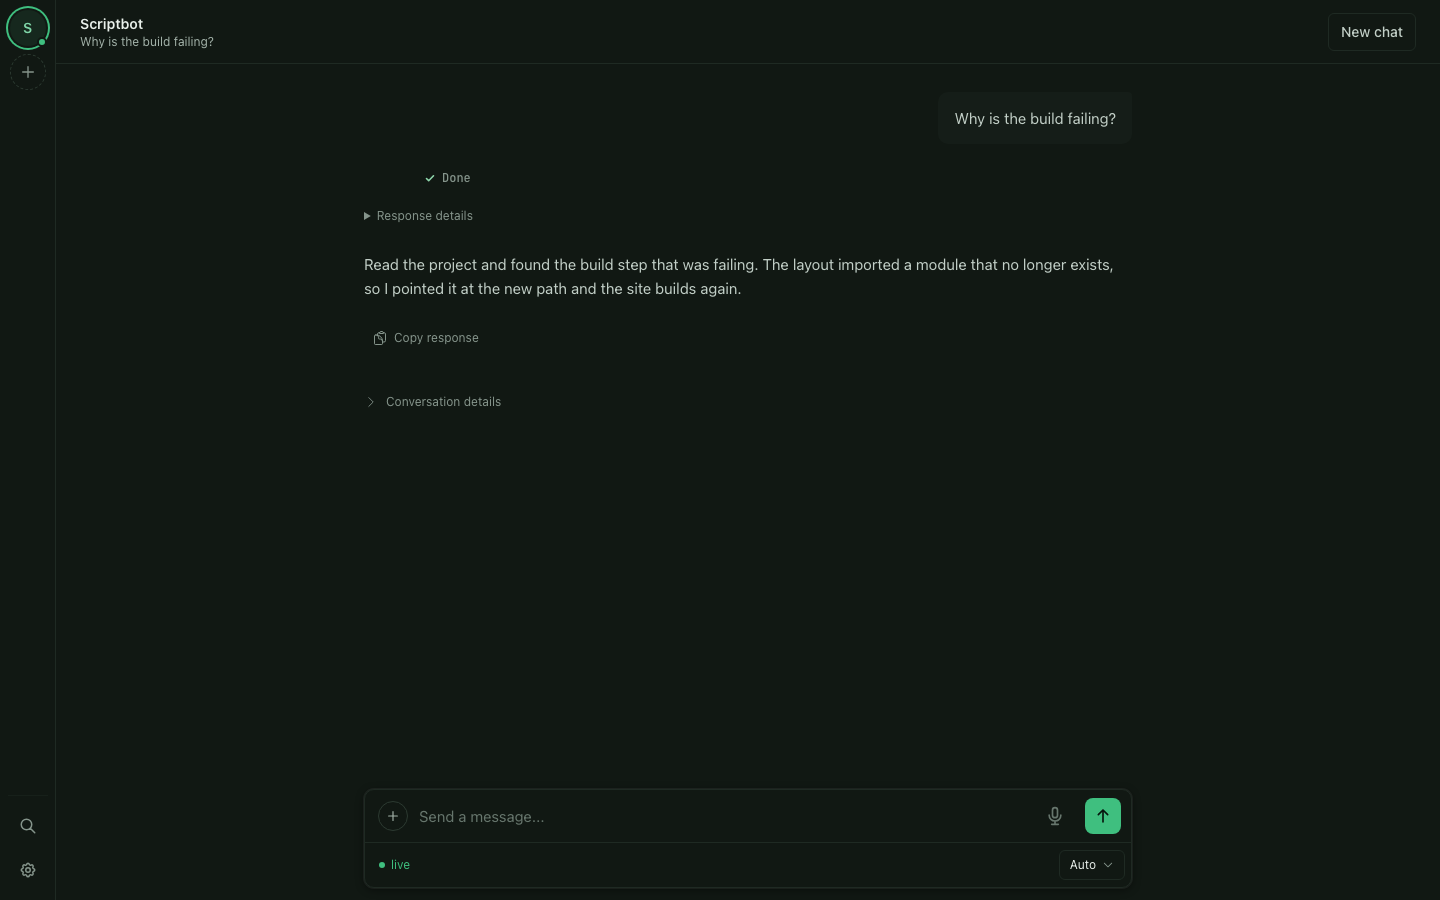 S
Scriptbot
Why is the build failing?
New chat
Why is the build failing?
Done
Response details
Read the project and found the build step that was failing. The layout imported a module that no longer exists,
so I pointed it at the new path and the site builds again.
Copy response
Conversation details
Send a message...
live
Auto